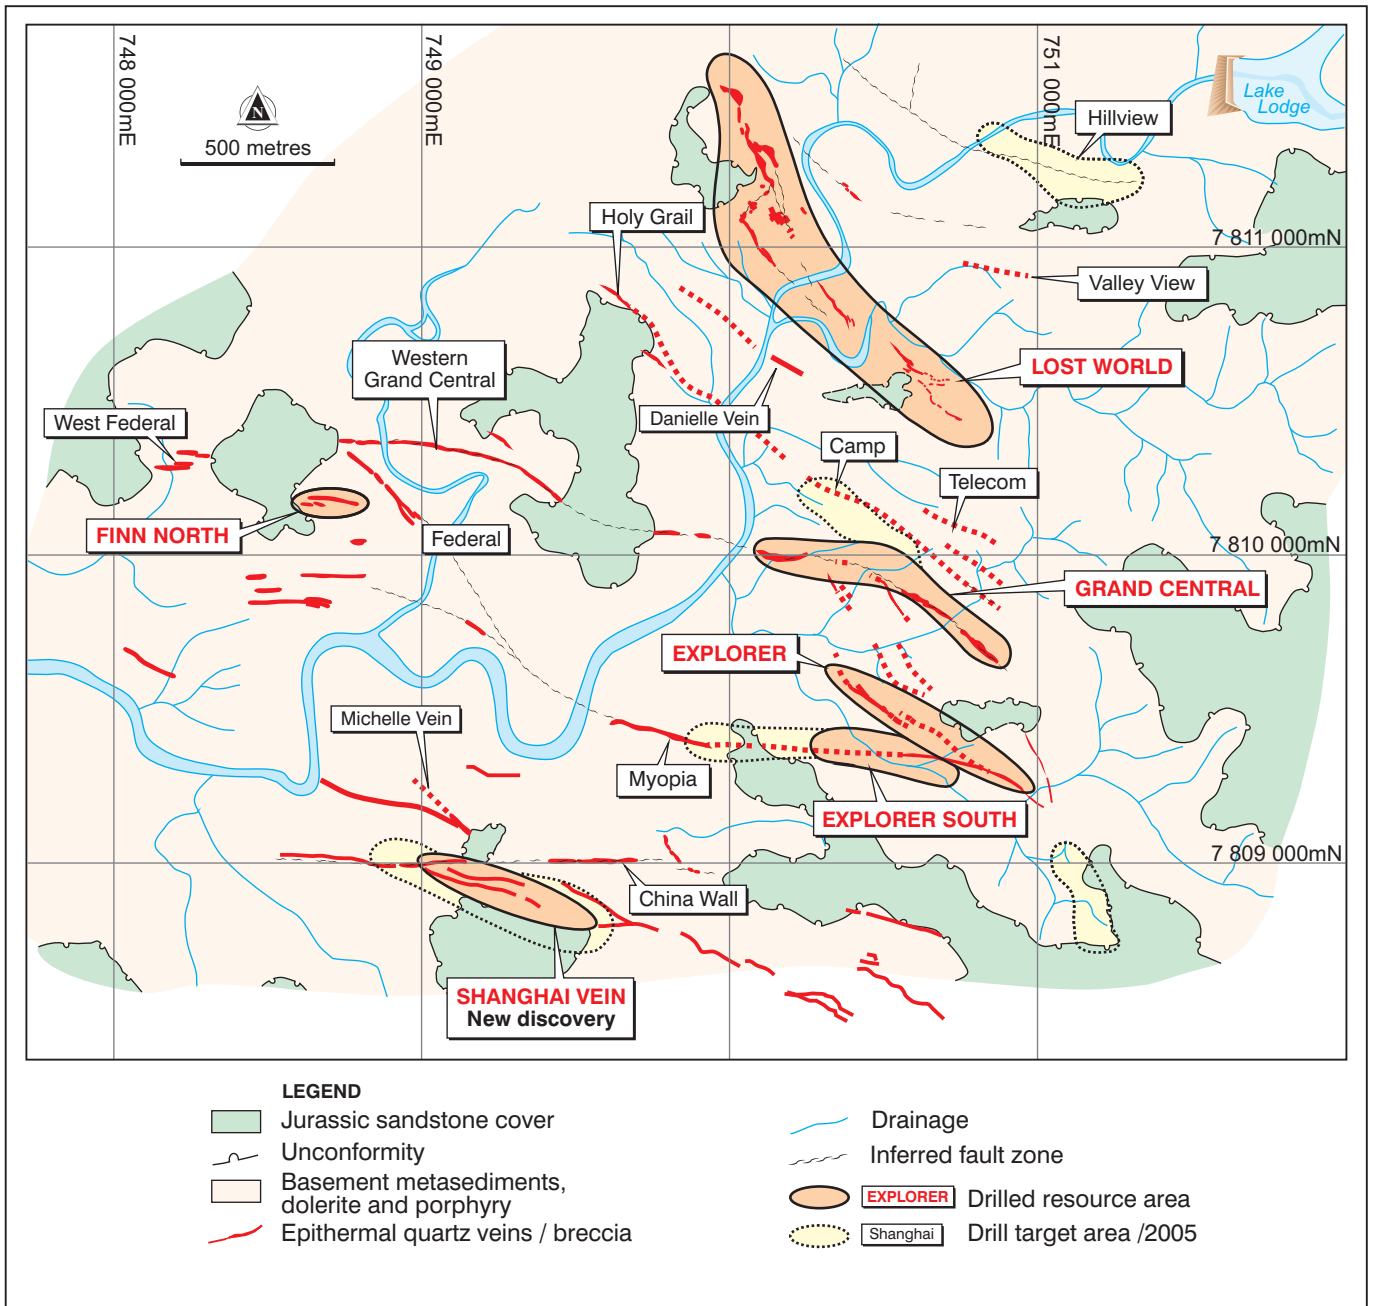 748 000mE
749 000mE
751 000mE
N
500 metres
Lake
Lodge
Hillview
Holy Grail
7 811 000mN
Valley View
Western
Grand Central
LOST WORLD
West Federal
Danielle Vein
Camp
Telecom
FINN NORTH
Federal
7 810 000mN
GRAND CENTRAL
EXPLORER
Michelle Vein
Myopia
EXPLORER SOUTH
7 809 000mN
China Wall
SHANGHAI VEIN
New discovery
LEGEND
Jurassic sandstone cover
Unconformity
Basement metasediments,
dolerite and porphyry
Epithermal quartz veins / breccia
Drainage
Inferred fault zone
EXPLORER Drilled resource area
Shanghai Drill target area /2005